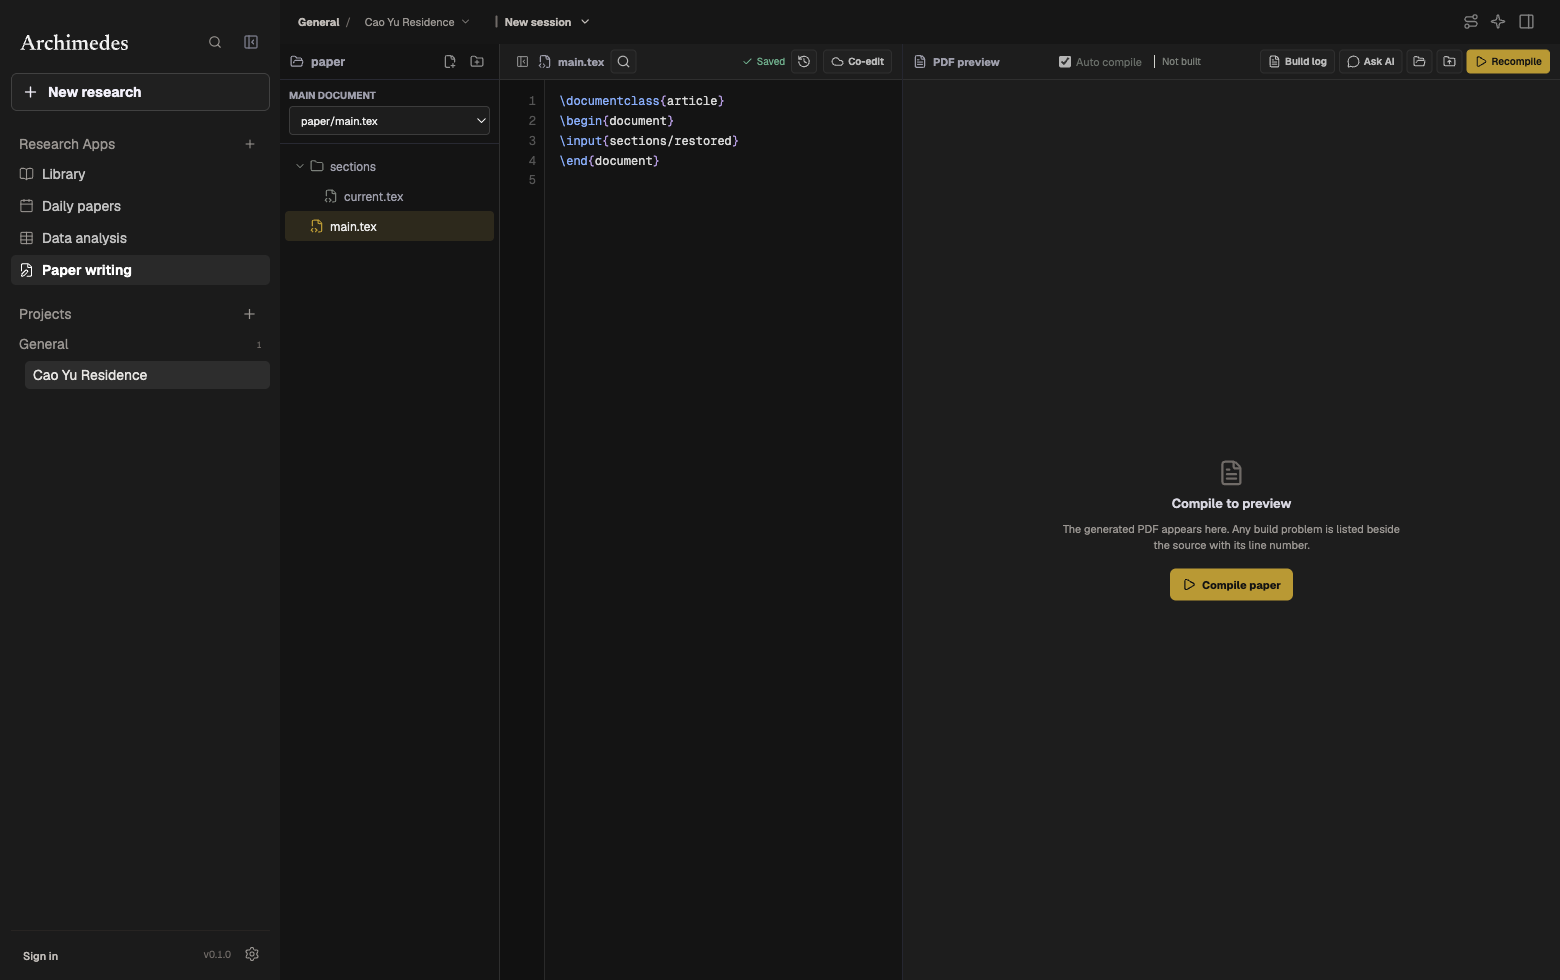 Archimedes
New research
Research Apps
Library
Daily papers
Data analysis
Paper writing
Projects
General 1
Cao Yu Residence
Sign in v0.1.0
General / Cao Yu Residence New session
paper
MAIN DOCUMENT
paper/main.tex
sections
current.tex
main.tex
main.tex Saved Co-edit
1 \documentclass{article}
2 \begin{document}
3 \input{sections/restored}
4 \end{document}
5
PDF preview Auto compile Not built Build log Ask AI Recompile
Compile to preview
The generated PDF appears here. Any build problem is listed beside
the source with its line number.
Compile paper